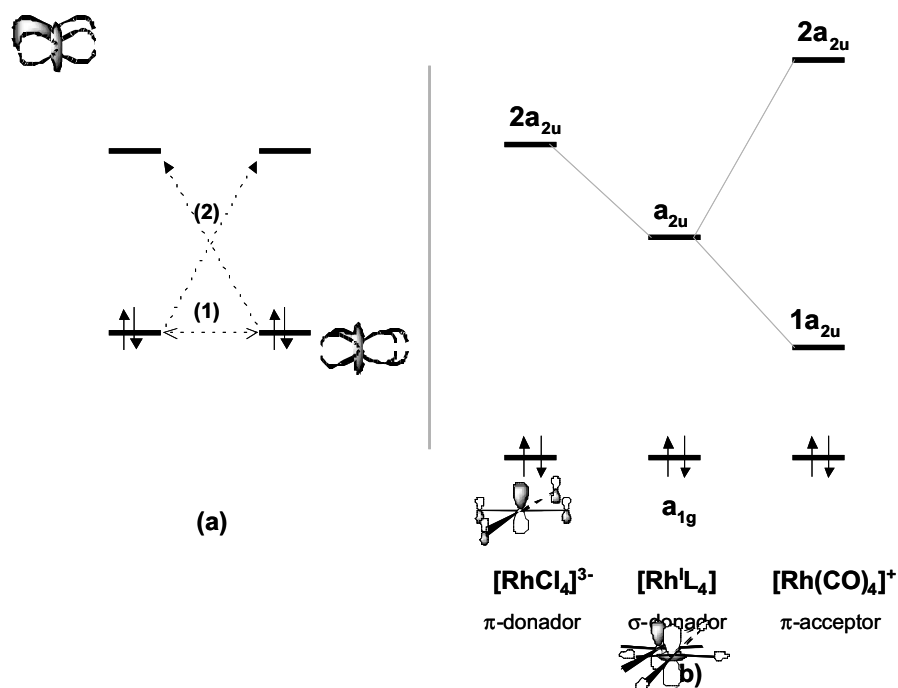 2a2u
2a2u
(2)
a2u
(1)
1a2u
(a)
a1g
[RhCl4]3- [RhIL4] [Rh(CO)4]+
π-donador σ-donador π-acceptor
b)